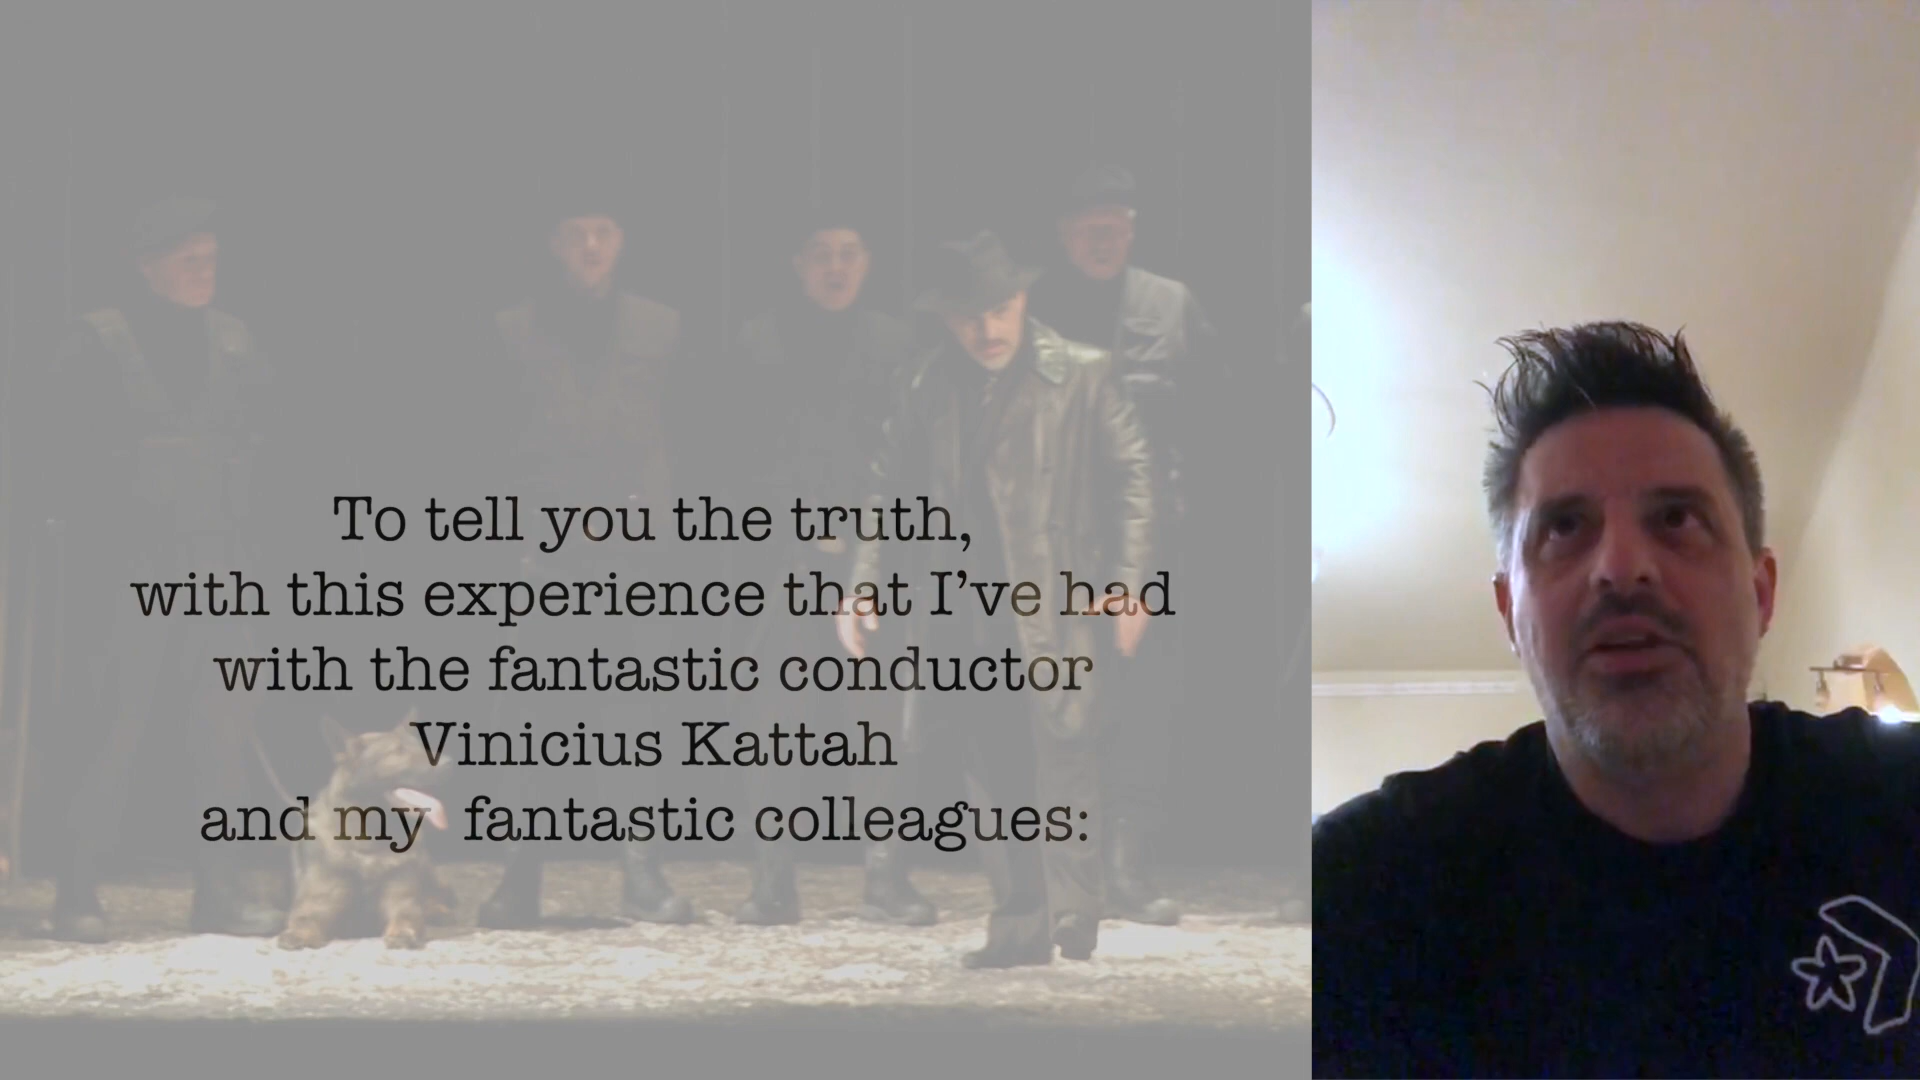 To tell you the truth,
with this experience that I've had
with the fantastic conductor
Vinicius Kattah
and my fantastic colleagues: